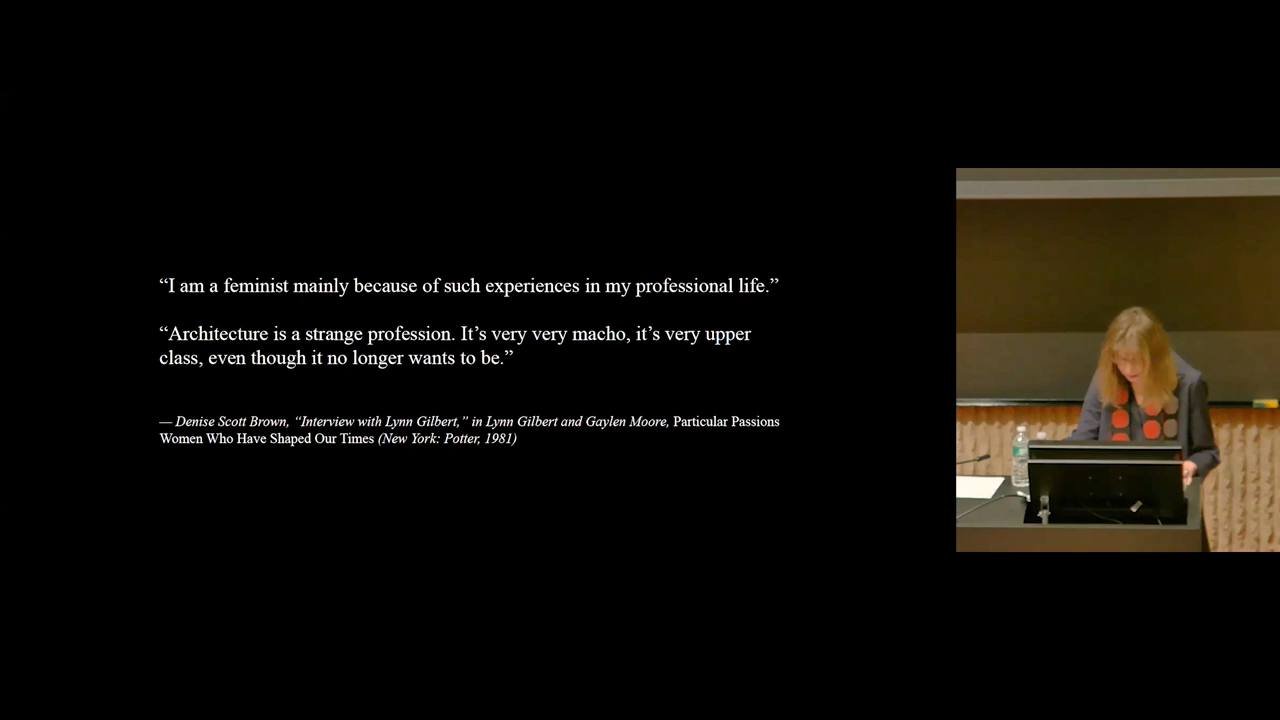 “I am a feminist mainly because of such experiences in my professional life.”
“Architecture is a strange profession. It’s very very macho, it’s very upper
class, even though it no longer wants to be.”
— Denise Scott Brown, “Interview with Lynn Gilbert,” in Lynn Gilbert and Gaylen Moore, Particular Passions
Women Who Have Shaped Our Times (New York: Potter, 1981)